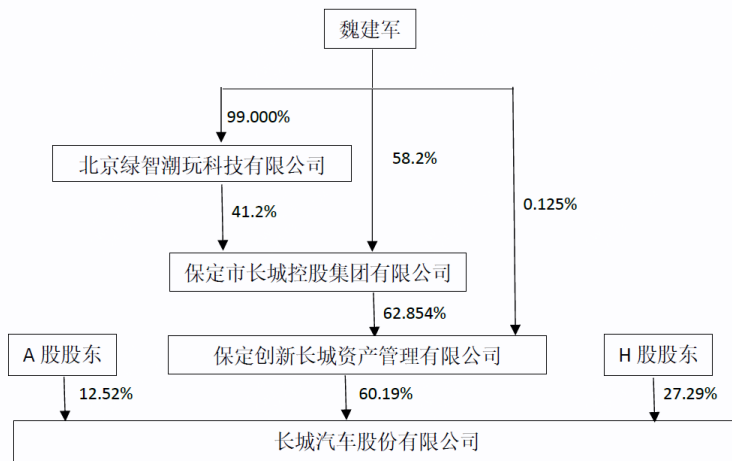 魏建军
99.000%
北京绿智潮玩科技有限公司
58.2%
0.125%
41.2%
保定市长城控股集团有限公司
62.854%
A 股股东
保定创新长城资产管理有限公司
H 股股东
12.52%
60.19%
27.29%
长城汽车股份有限公司